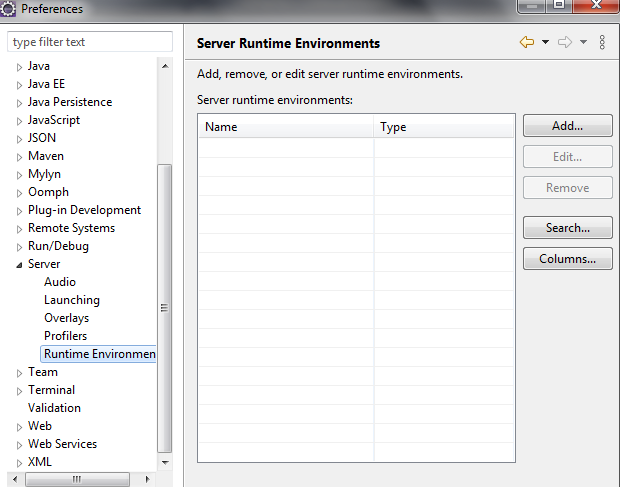 Preferences
type filter text
Java
Java EE
Java Persistence
JavaScript
JSON
Maven
Mylyn
Oomph
Plug-in Development
Remote Systems
Run/Debug
Server
Audio
Launching
Overlays
Profilers
Runtime Environmen
Team
Terminal
Validation
Web
Web Services
XML
Server Runtime Environments
Add, remove, or edit server runtime environments.
Server runtime environments:
Name Type
Add...
Edit...
Remove
Search...
Columns...